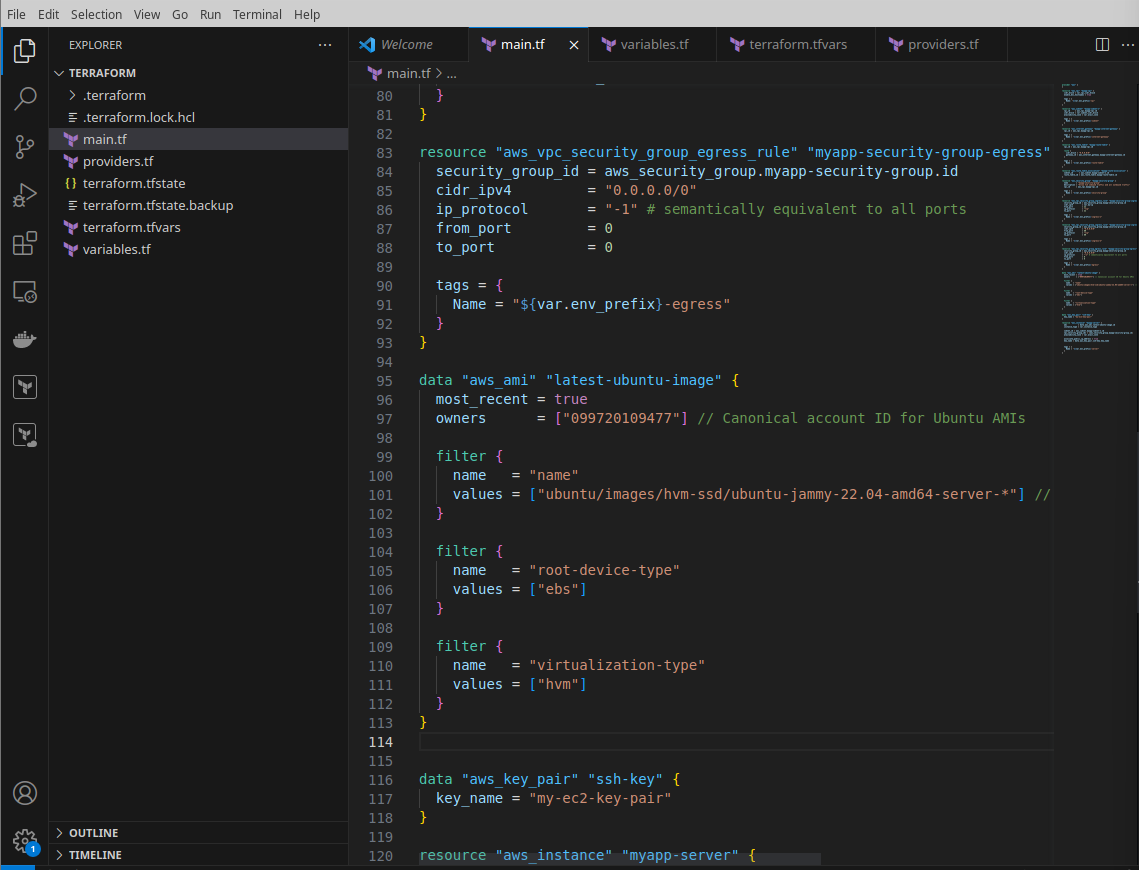 File Edit Selection View Go Run Terminal Help
EXPLORER
TERRAFORM
.terraform
.terraform.lock.hcl
main.tf
providers.tf
terraform.tfstate
terraform.tfstate.backup
terraform.tfvars
variables.tf
OUTLINE
TIMELINE
1
Welcome main.tf variables.tf terraform.tfvars providers.tf
main.tf > ...
80 }
81 }
82
83 resource "aws_vpc_security_group_egress_rule" "myapp-security-group-egress"
84 security_group_id = aws_security_group.myapp-security-group.id
85 cidr_ipv4 = "0.0.0.0/0"
86 ip_protocol = "-1" # semantically equivalent to all ports
87 from_port = 0
88 to_port = 0
89
90 tags = {
91 Name = "${var.env_prefix}-egress"
92 }
93 }
94
95 data "aws_ami" "latest-ubuntu-image" {
96 most_recent = true
97 owners = ["099720109477"] // Canonical account ID for Ubuntu AMIs
98
99 filter {
100 name = "name"
101 values = ["ubuntu/images/hvm-ssd/ubuntu-jammy-22.04-amd64-server-*"] //
102 }
103
104 filter {
105 name = "root-device-type"
106 values = ["ebs"]
107 }
108
109 filter {
110 name = "virtualization-type"
111 values = ["hvm"]
112 }
113 }
114
115
116 data "aws_key_pair" "ssh-key" {
117 key_name = "my-ec2-key-pair"
118 }
119
120 resource "aws_instance" "myapp-server" {